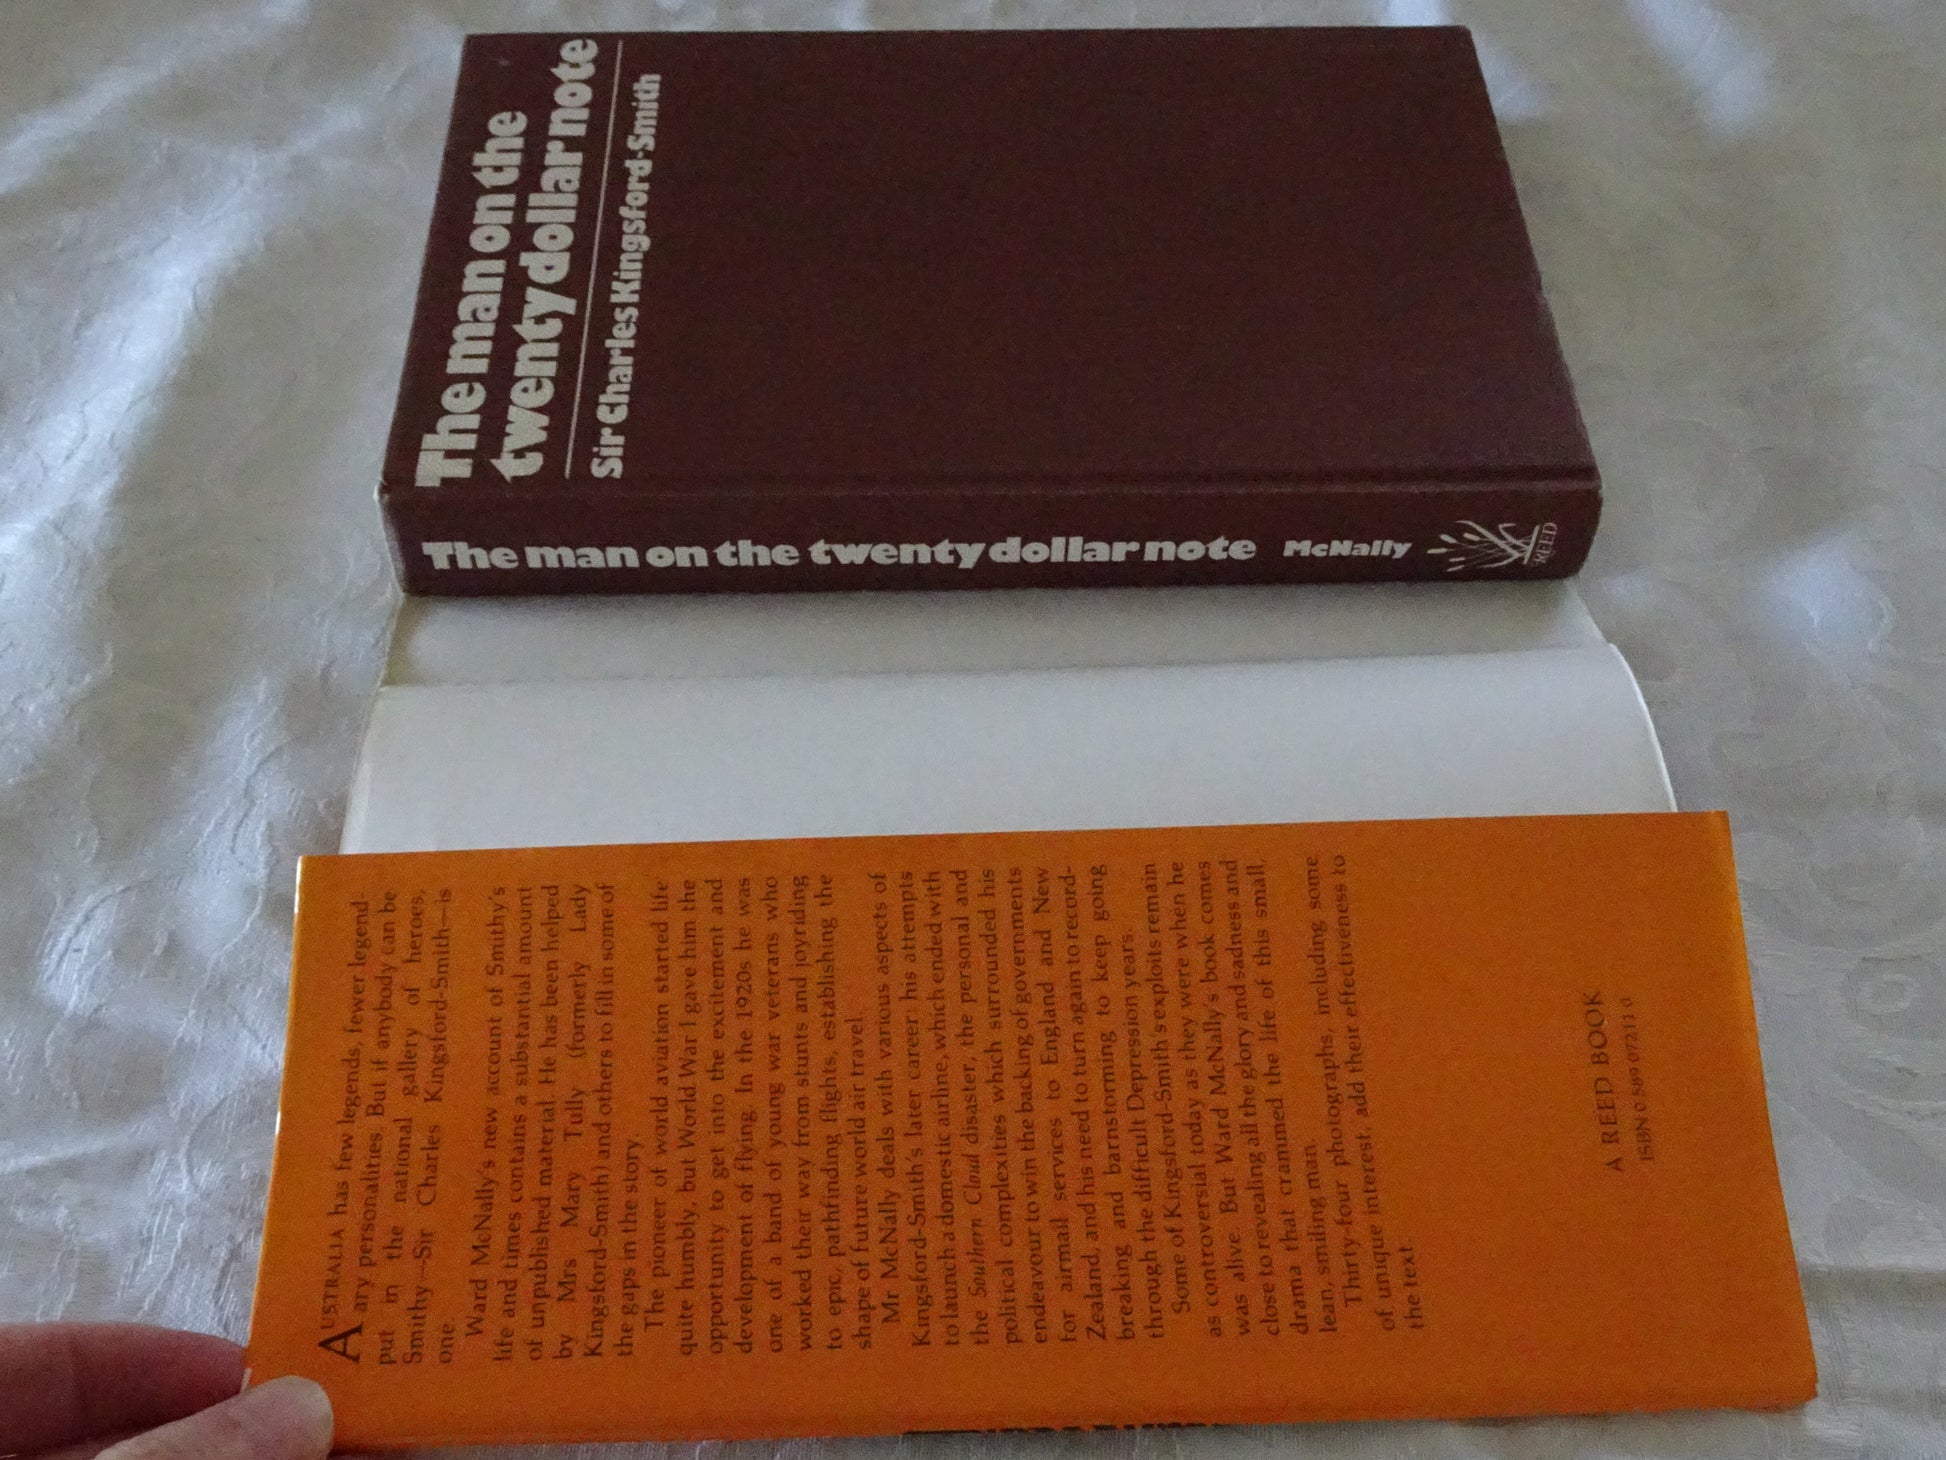 The man on the
twenty dollar note
Sir Charles Kingsford-Smith
The man on the twenty dollar note McNally REED
AUSTRALIA has few legends, fewer legend-
ary personalities. But if anybody can be
put in the national gallery of heroes,
Smithy—Sir Charles Kingsford-Smith—is
one.
Ward McNally's new account of Smithy's
life and times contains a substantial amount
of unpublished material. He has been helped
by Mrs Mary Tully (formerly Lady
Kingsford-Smith) and others to fill in some of
the gaps in the story.
The pioneer of world aviation started life
quite humbly, but World War I gave him the
opportunity to get into the excitement and
development of flying. In the 1920s he was
one of a band of young war veterans who
worked their way from stunts and joyriding
to epic, pathfinding flights, establishing the
shape of future world air travel.
Mr McNally deals with various aspects of
Kingsford-Smith's later career: his attempts
to launch a domestic airline, which ended with
the Southern Cloud disaster, the personal and
political complexities which surrounded his
endeavour to win the backing of governments
for airmail services to England and New
Zealand, and his need to turn again to record-
breaking and barnstorming to keep going
through the difficult Depression years.
Some of Kingsford-Smith's exploits remain
as controversial today as they were when he
was alive. But Ward McNally's book comes
close to revealing all the glory and sadness and
drama that crammed the life of this small,
lean, smiling man.
Thirty-four photographs, including some
of unique interest, add their effectiveness to
the text.
A REED BOOK
ISBN 0 589 07211 0